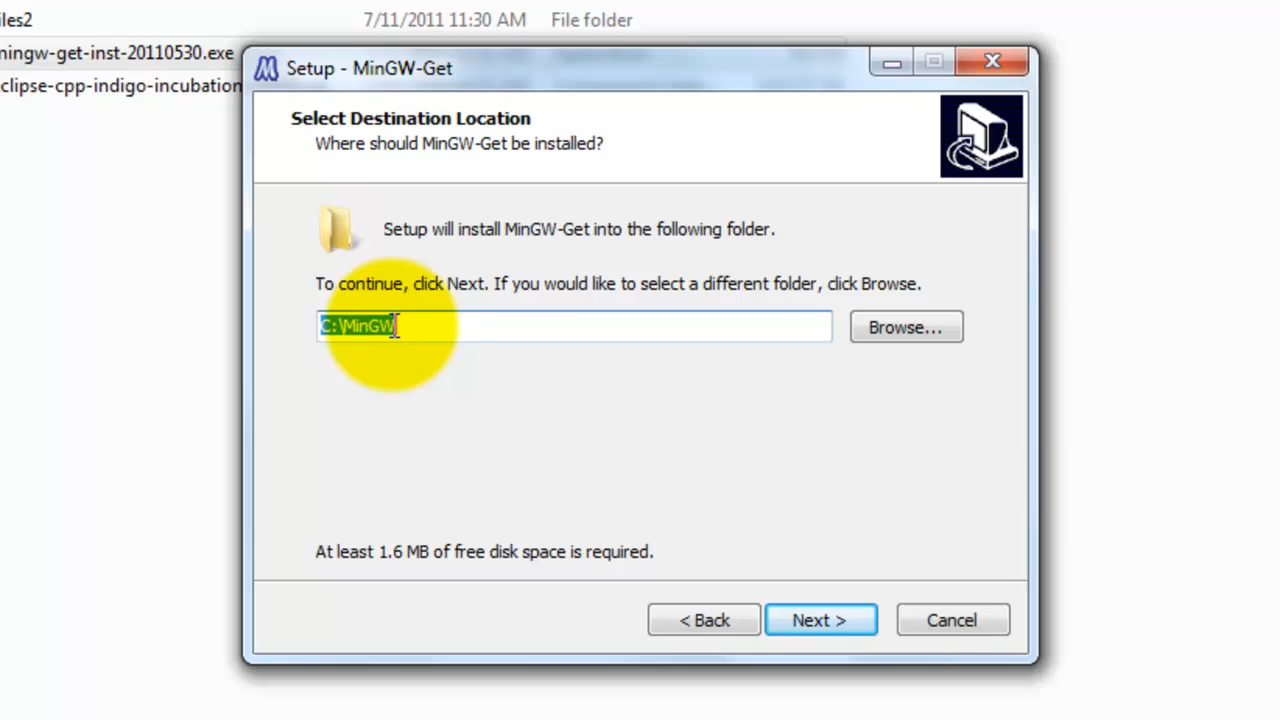 iles2 7/11/2011 11:30 AM File folder
mingw-get-inst-20110530.exe
clipse-cpp-indigo-incubation
Setup - MinGW-Get
Select Destination Location
Where should MinGW-Get be installed?
Setup will install MinGW-Get into the following folder.
To continue, click Next. If you would like to select a different folder, click Browse.
C:\MinGW
Browse...
At least 1.6 MB of free disk space is required.
< Back Next > Cancel